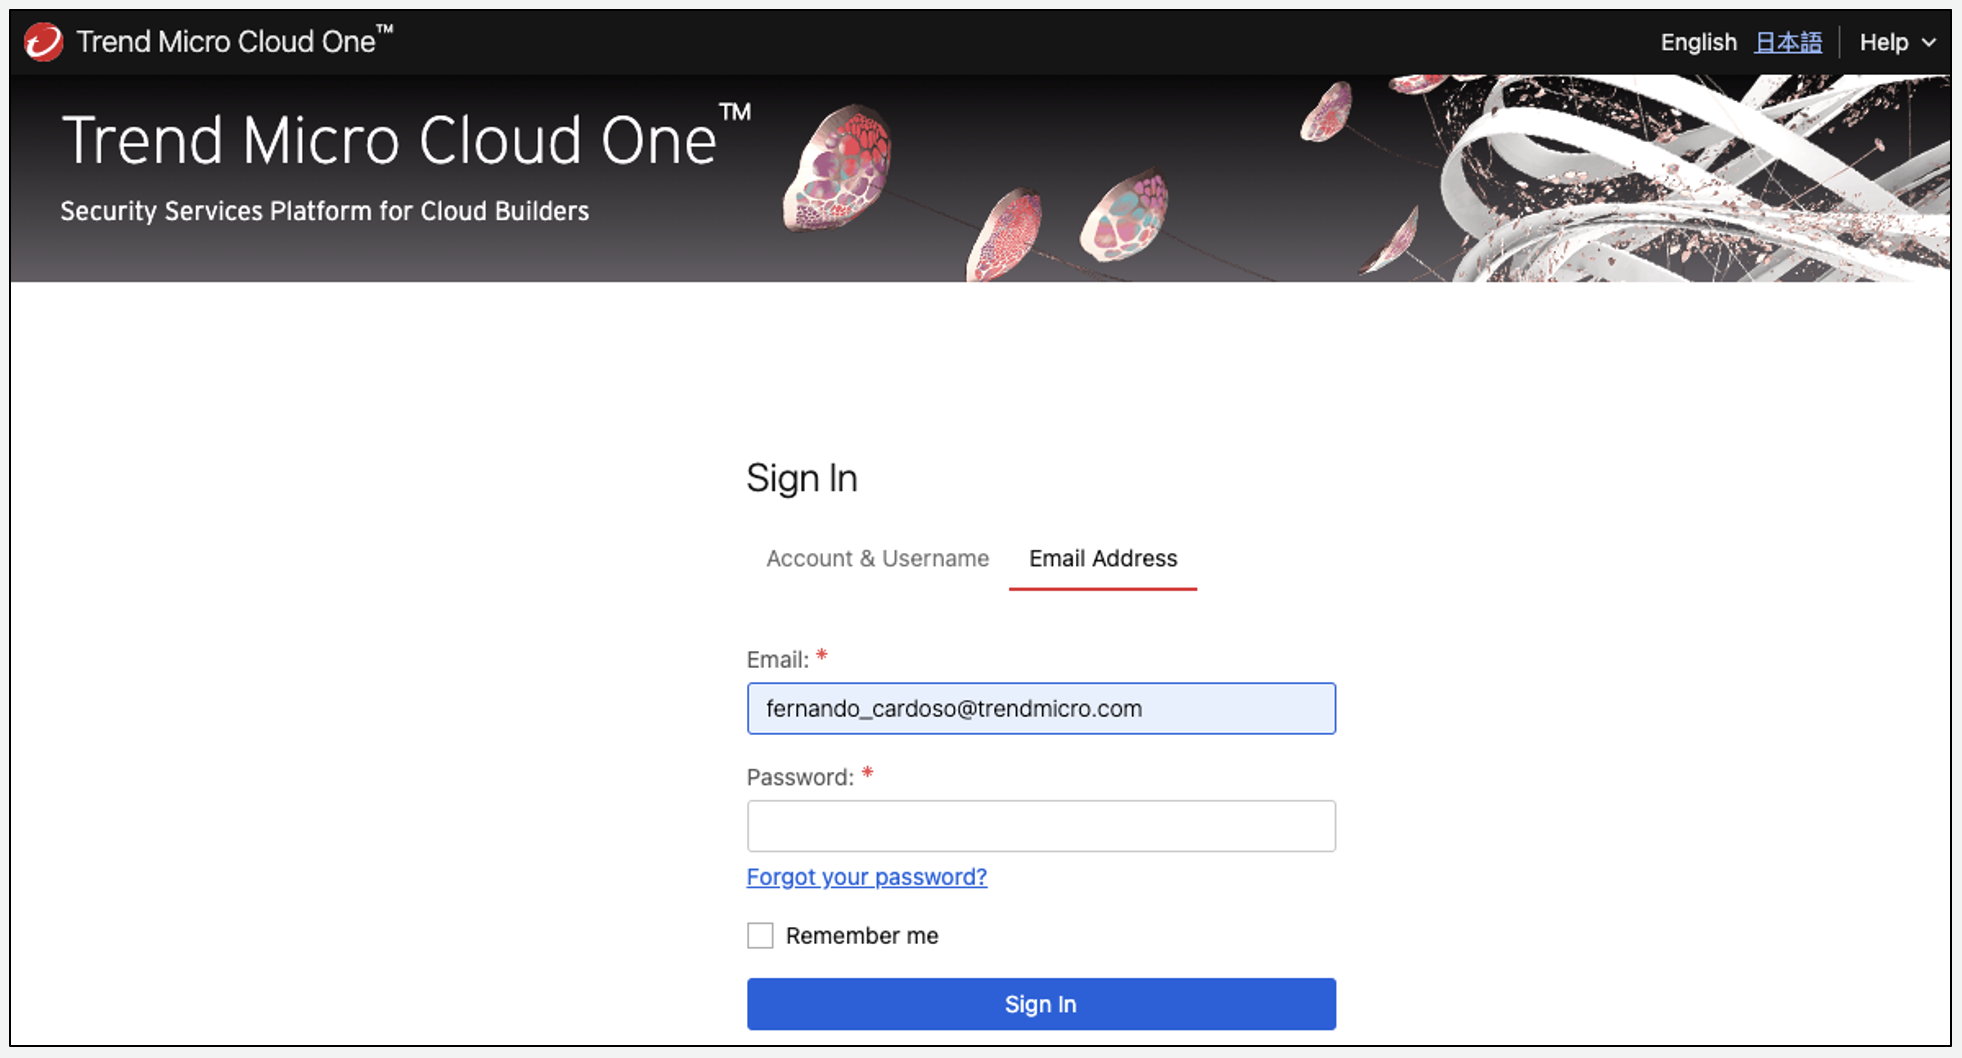 Trend Micro Cloud One™
English 日本語 Help
Trend Micro Cloud One™
Security Services Platform for Cloud Builders
Sign In
Account & Username Email Address
Email: *
fernando_cardoso@trendmicro.com
Password: *
Forgot your password?
Remember me
Sign In